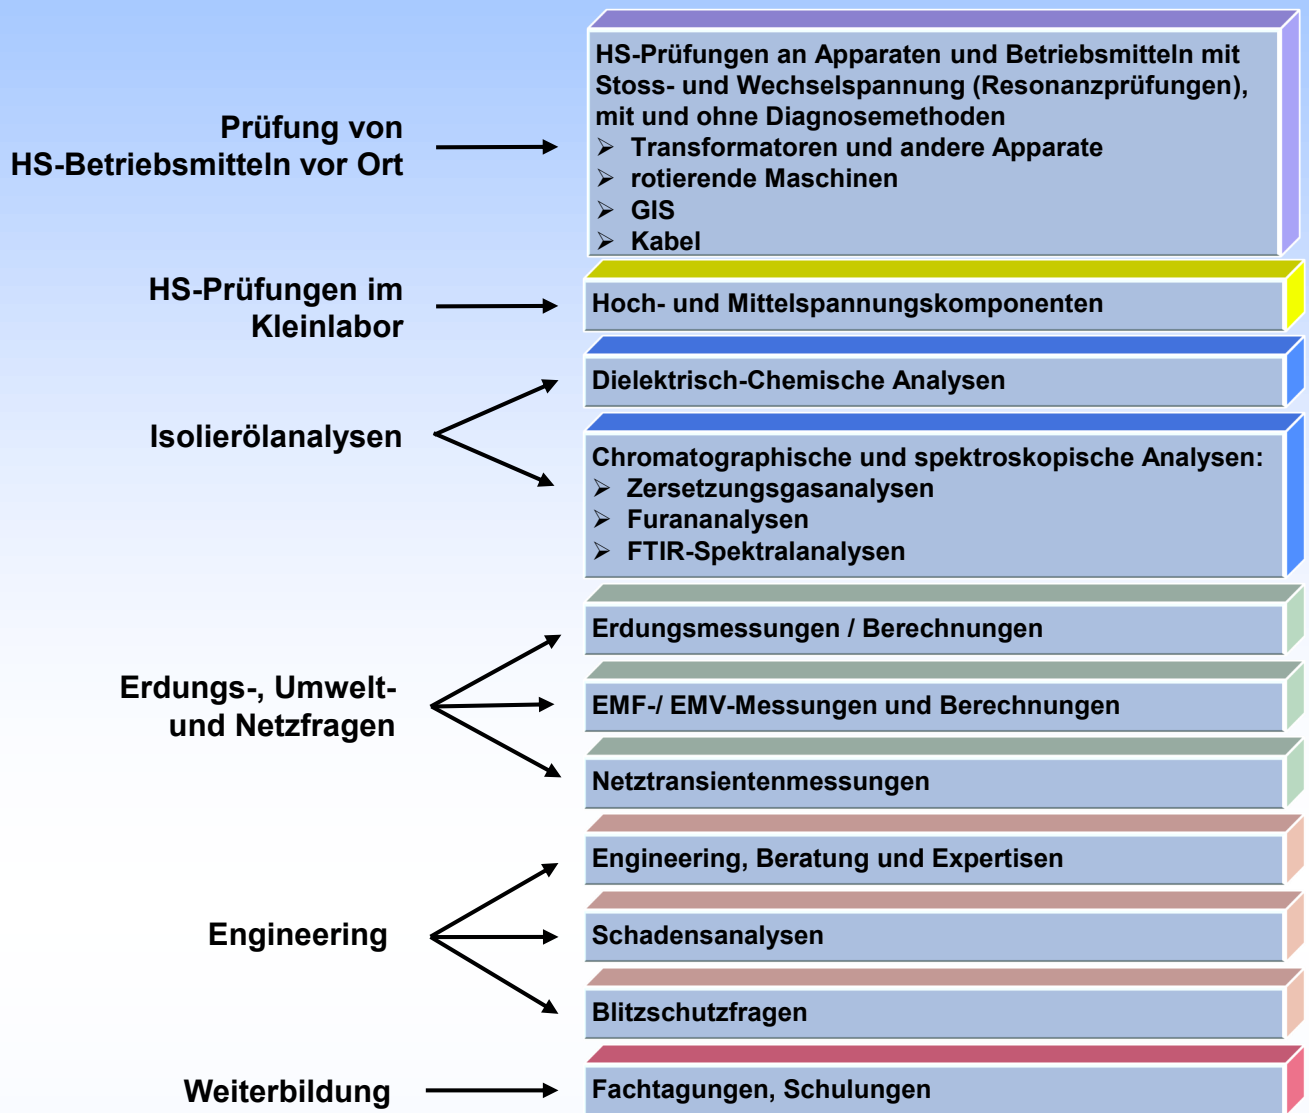 Prüfung von
HS-Betriebsmitteln vor Ort
HS-Prüfungen an Apparaten und Betriebsmitteln mit
Stoss- und Wechselspannung (Resonanzprüfungen),
mit und ohne Diagnosemethoden
➢ Transformatoren und andere Apparate
➢ rotierende Maschinen
➢ GIS
➢ Kabel
HS-Prüfungen im
Kleinlabor
Hoch- und Mittelspannungskomponenten
Isolierölanalysen
Dielektrisch-Chemische Analysen
Chromatographische und spektroskopische Analysen:
➢ Zersetzungsgasanalysen
➢ Furananalysen
➢ FTIR-Spektralanalysen
Erdungs-, Umwelt-
und Netzfragen
Erdungsmessungen / Berechnungen
EMF-/ EMV-Messungen und Berechnungen
Netztransientenmessungen
Engineering
Engineering, Beratung und Expertisen
Schadensanalysen
Blitzschutzfragen
Weiterbildung
Fachtagungen, Schulungen